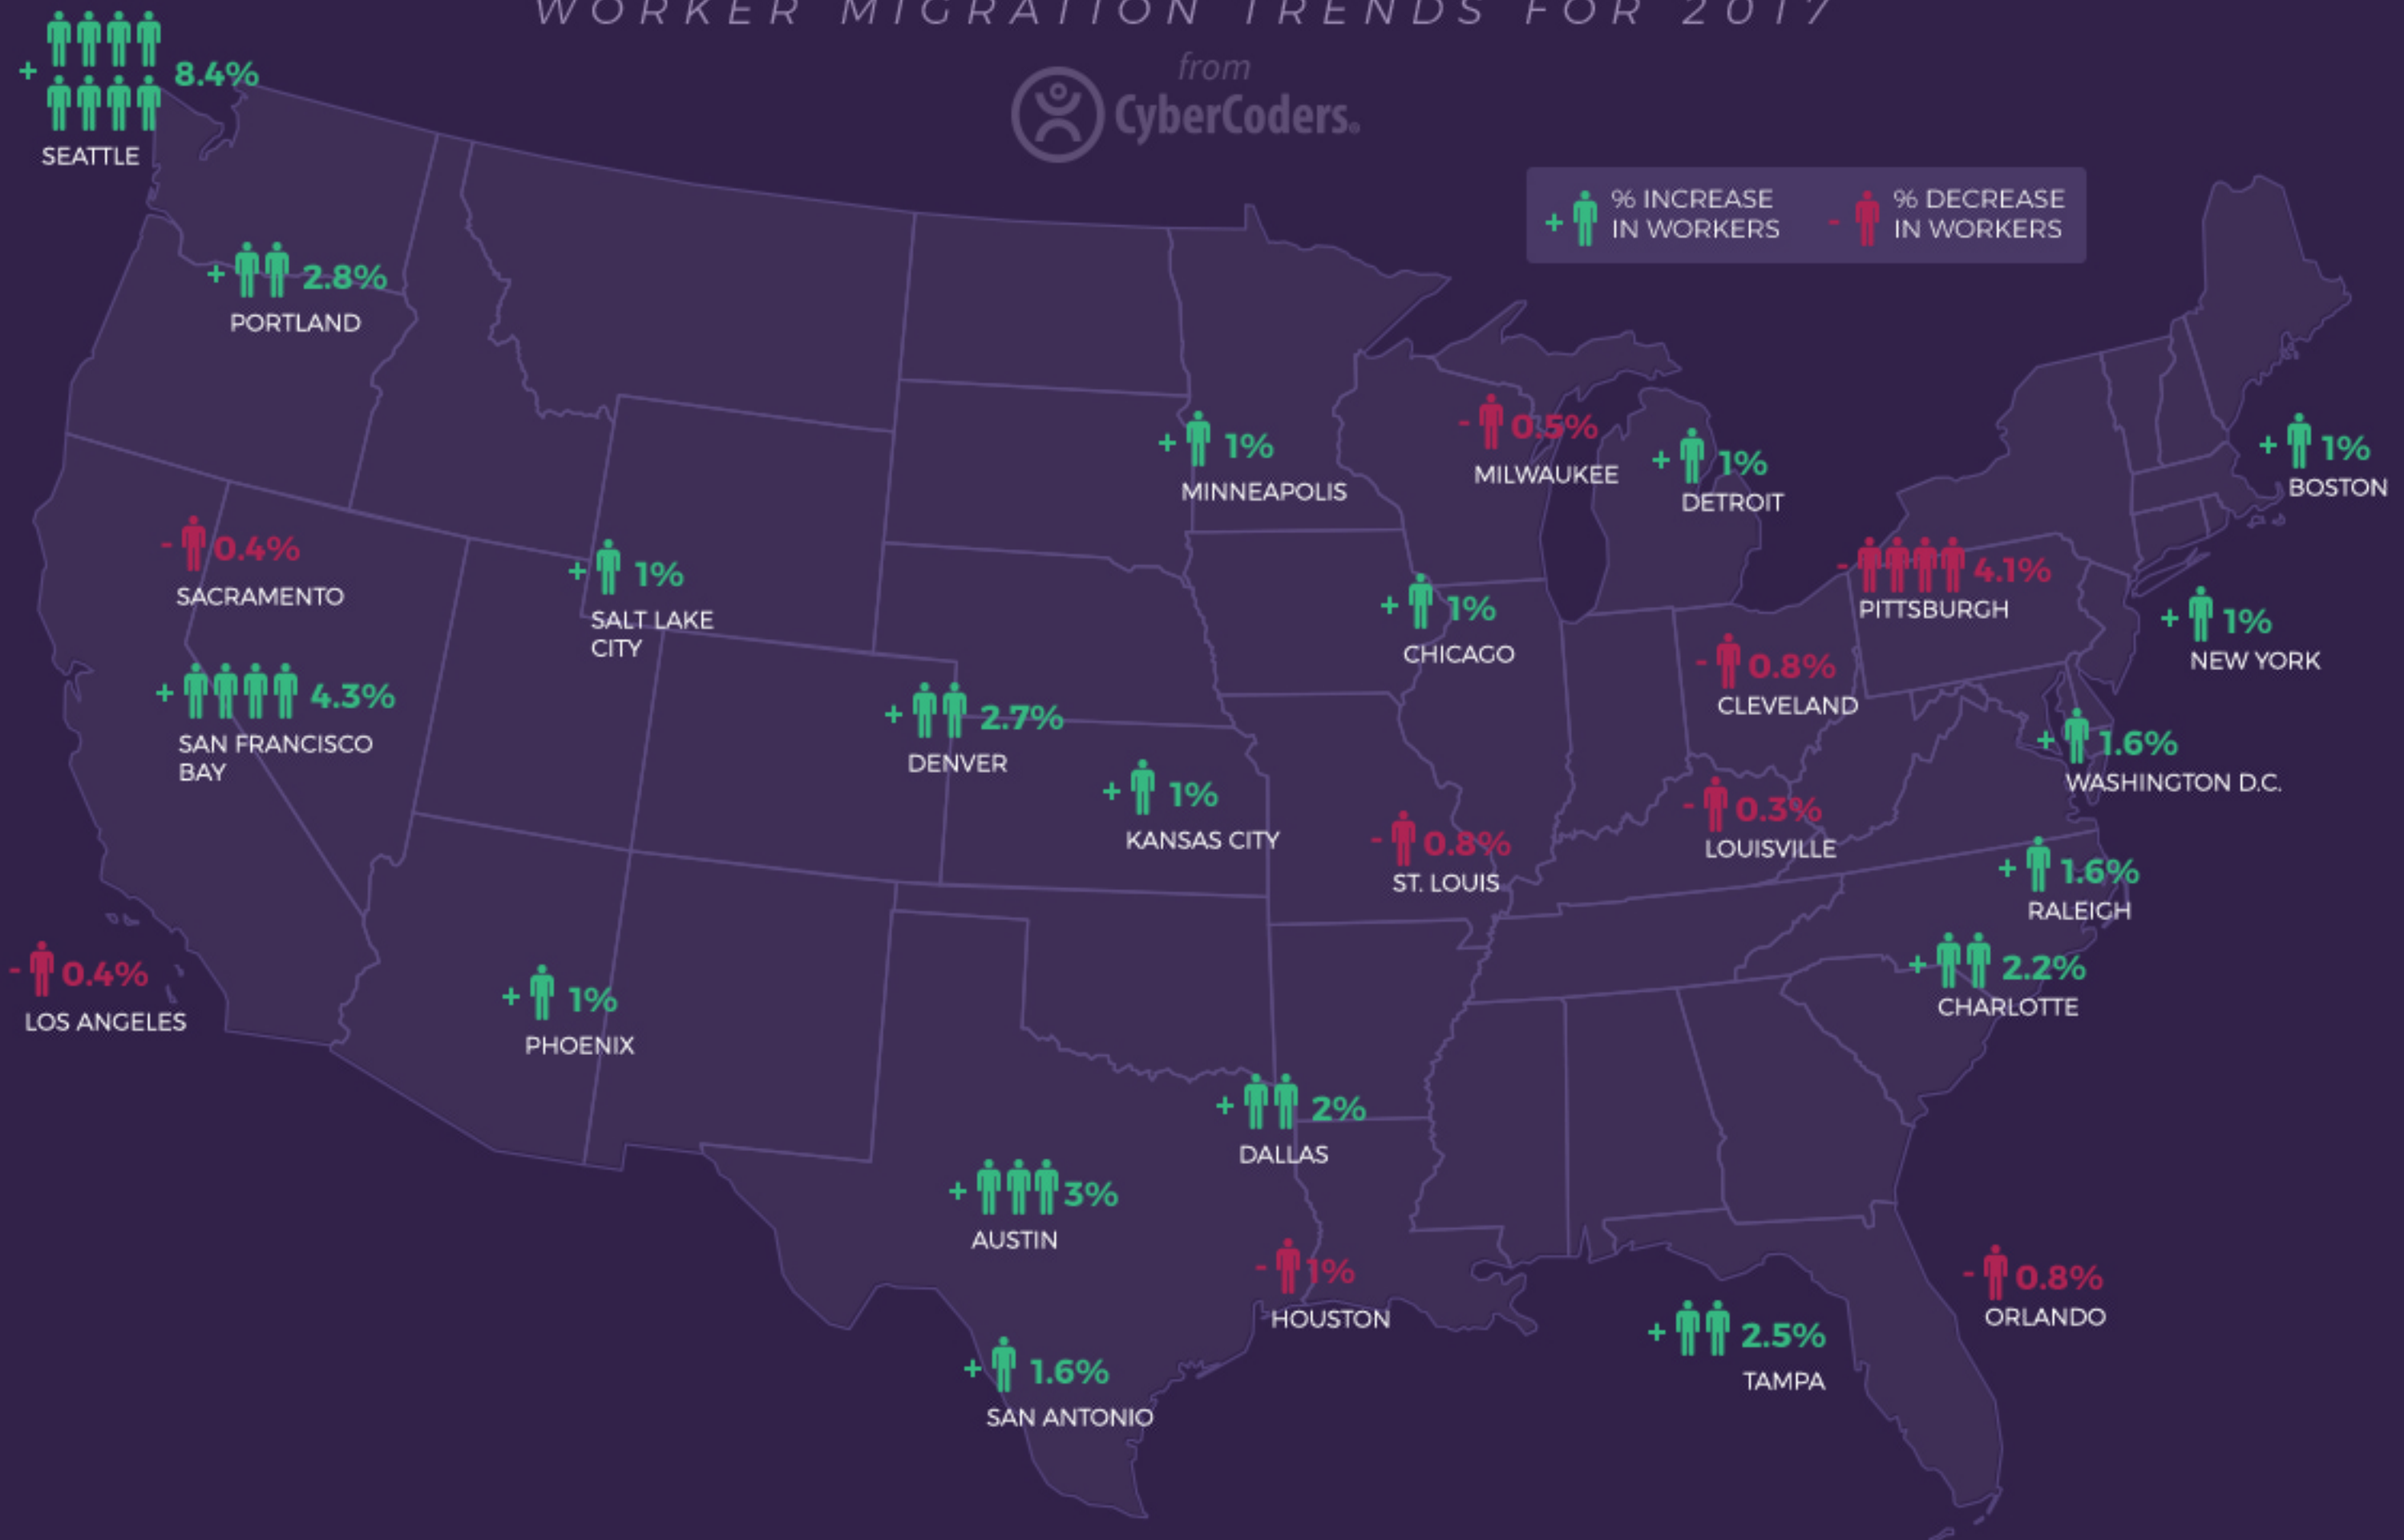 WORKER MIGRATION TRENDS FOR 2017
from
CyberCoders®
+ 8.4%
SEATTLE
+ % INCREASE
IN WORKERS
- % DECREASE
IN WORKERS
+ 2.8%
PORTLAND
+ 1%
MINNEAPOLIS
- 0.5%
MILWAUKEE
+ 1%
DETROIT
+ 1%
BOSTON
- 0.4%
SACRAMENTO
+ 1%
SALT LAKE
CITY
+ 1%
CHICAGO
- 4.1%
PITTSBURGH
+ 1%
NEW YORK
+ 4.3%
SAN FRANCISCO
BAY
+ 2.7%
DENVER
- 0.8%
CLEVELAND
+ 1.6%
WASHINGTON D.C.
+ 1%
KANSAS CITY
- 0.8%
ST. LOUIS
- 0.3%
LOUISVILLE
+ 1.6%
RALEIGH
- 0.4%
LOS ANGELES
+ 1%
PHOENIX
+ 2.2%
CHARLOTTE
+ 2%
DALLAS
+ 3%
AUSTIN
- 1%
HOUSTON
- 0.8%
ORLANDO
+ 2.5%
TAMPA
+ 1.6%
SAN ANTONIO